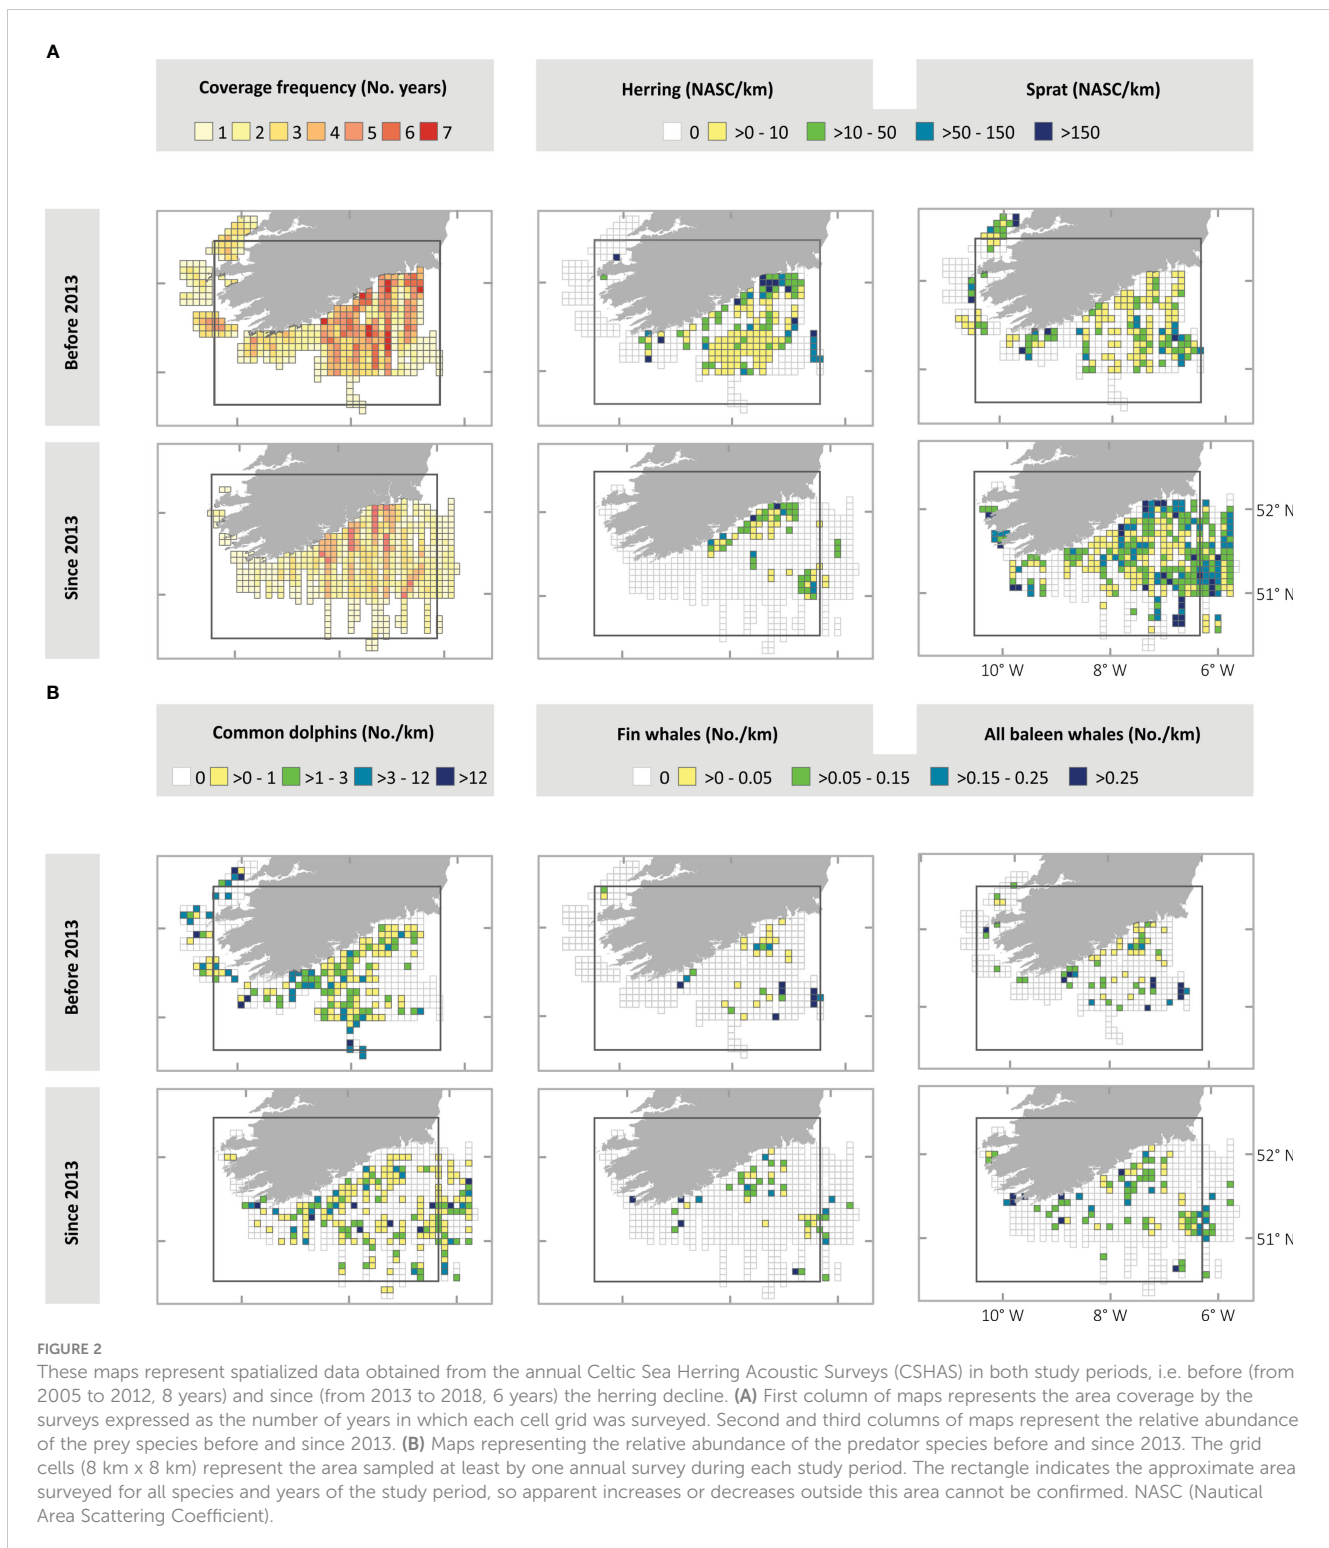 A
Coverage frequency (No. years)
1 2 3 4 5 6 7
Herring (NASC/km)
Sprat (NASC/km)
0 >0 - 10 >10 - 50 >50 - 150 >150
Before 2013
Since 2013
52° N
51° N
10° W 8° W 6° W
B
Common dolphins (No./km)
0 >0 - 1 >1 - 3 >3 - 12 >12
Fin whales (No./km)
All baleen whales (No./km)
0 >0 - 0.05 >0.05 - 0.15 >0.15 - 0.25 >0.25
Before 2013
Since 2013
52° N
51° N
10° W 8° W 6° W
FIGURE 2
These maps represent spatialized data obtained from the annual Celtic Sea Herring Acoustic Surveys (CSHAS) in both study periods, i.e. before (from
2005 to 2012, 8 years) and since (from 2013 to 2018, 6 years) the herring decline. (A) First column of maps represents the area coverage by the
surveys expressed as the number of years in which each cell grid was surveyed. Second and third columns of maps represent the relative abundance
of the prey species before and since 2013. (B) Maps representing the relative abundance of the predator species before and since 2013. The grid
cells (8 km x 8 km) represent the area sampled at least by one annual survey during each study period. The rectangle indicates the approximate area
surveyed for all species and years of the study period, so apparent increases or decreases outside this area cannot be confirmed. NASC (Nautical
Area Scattering Coefficient).